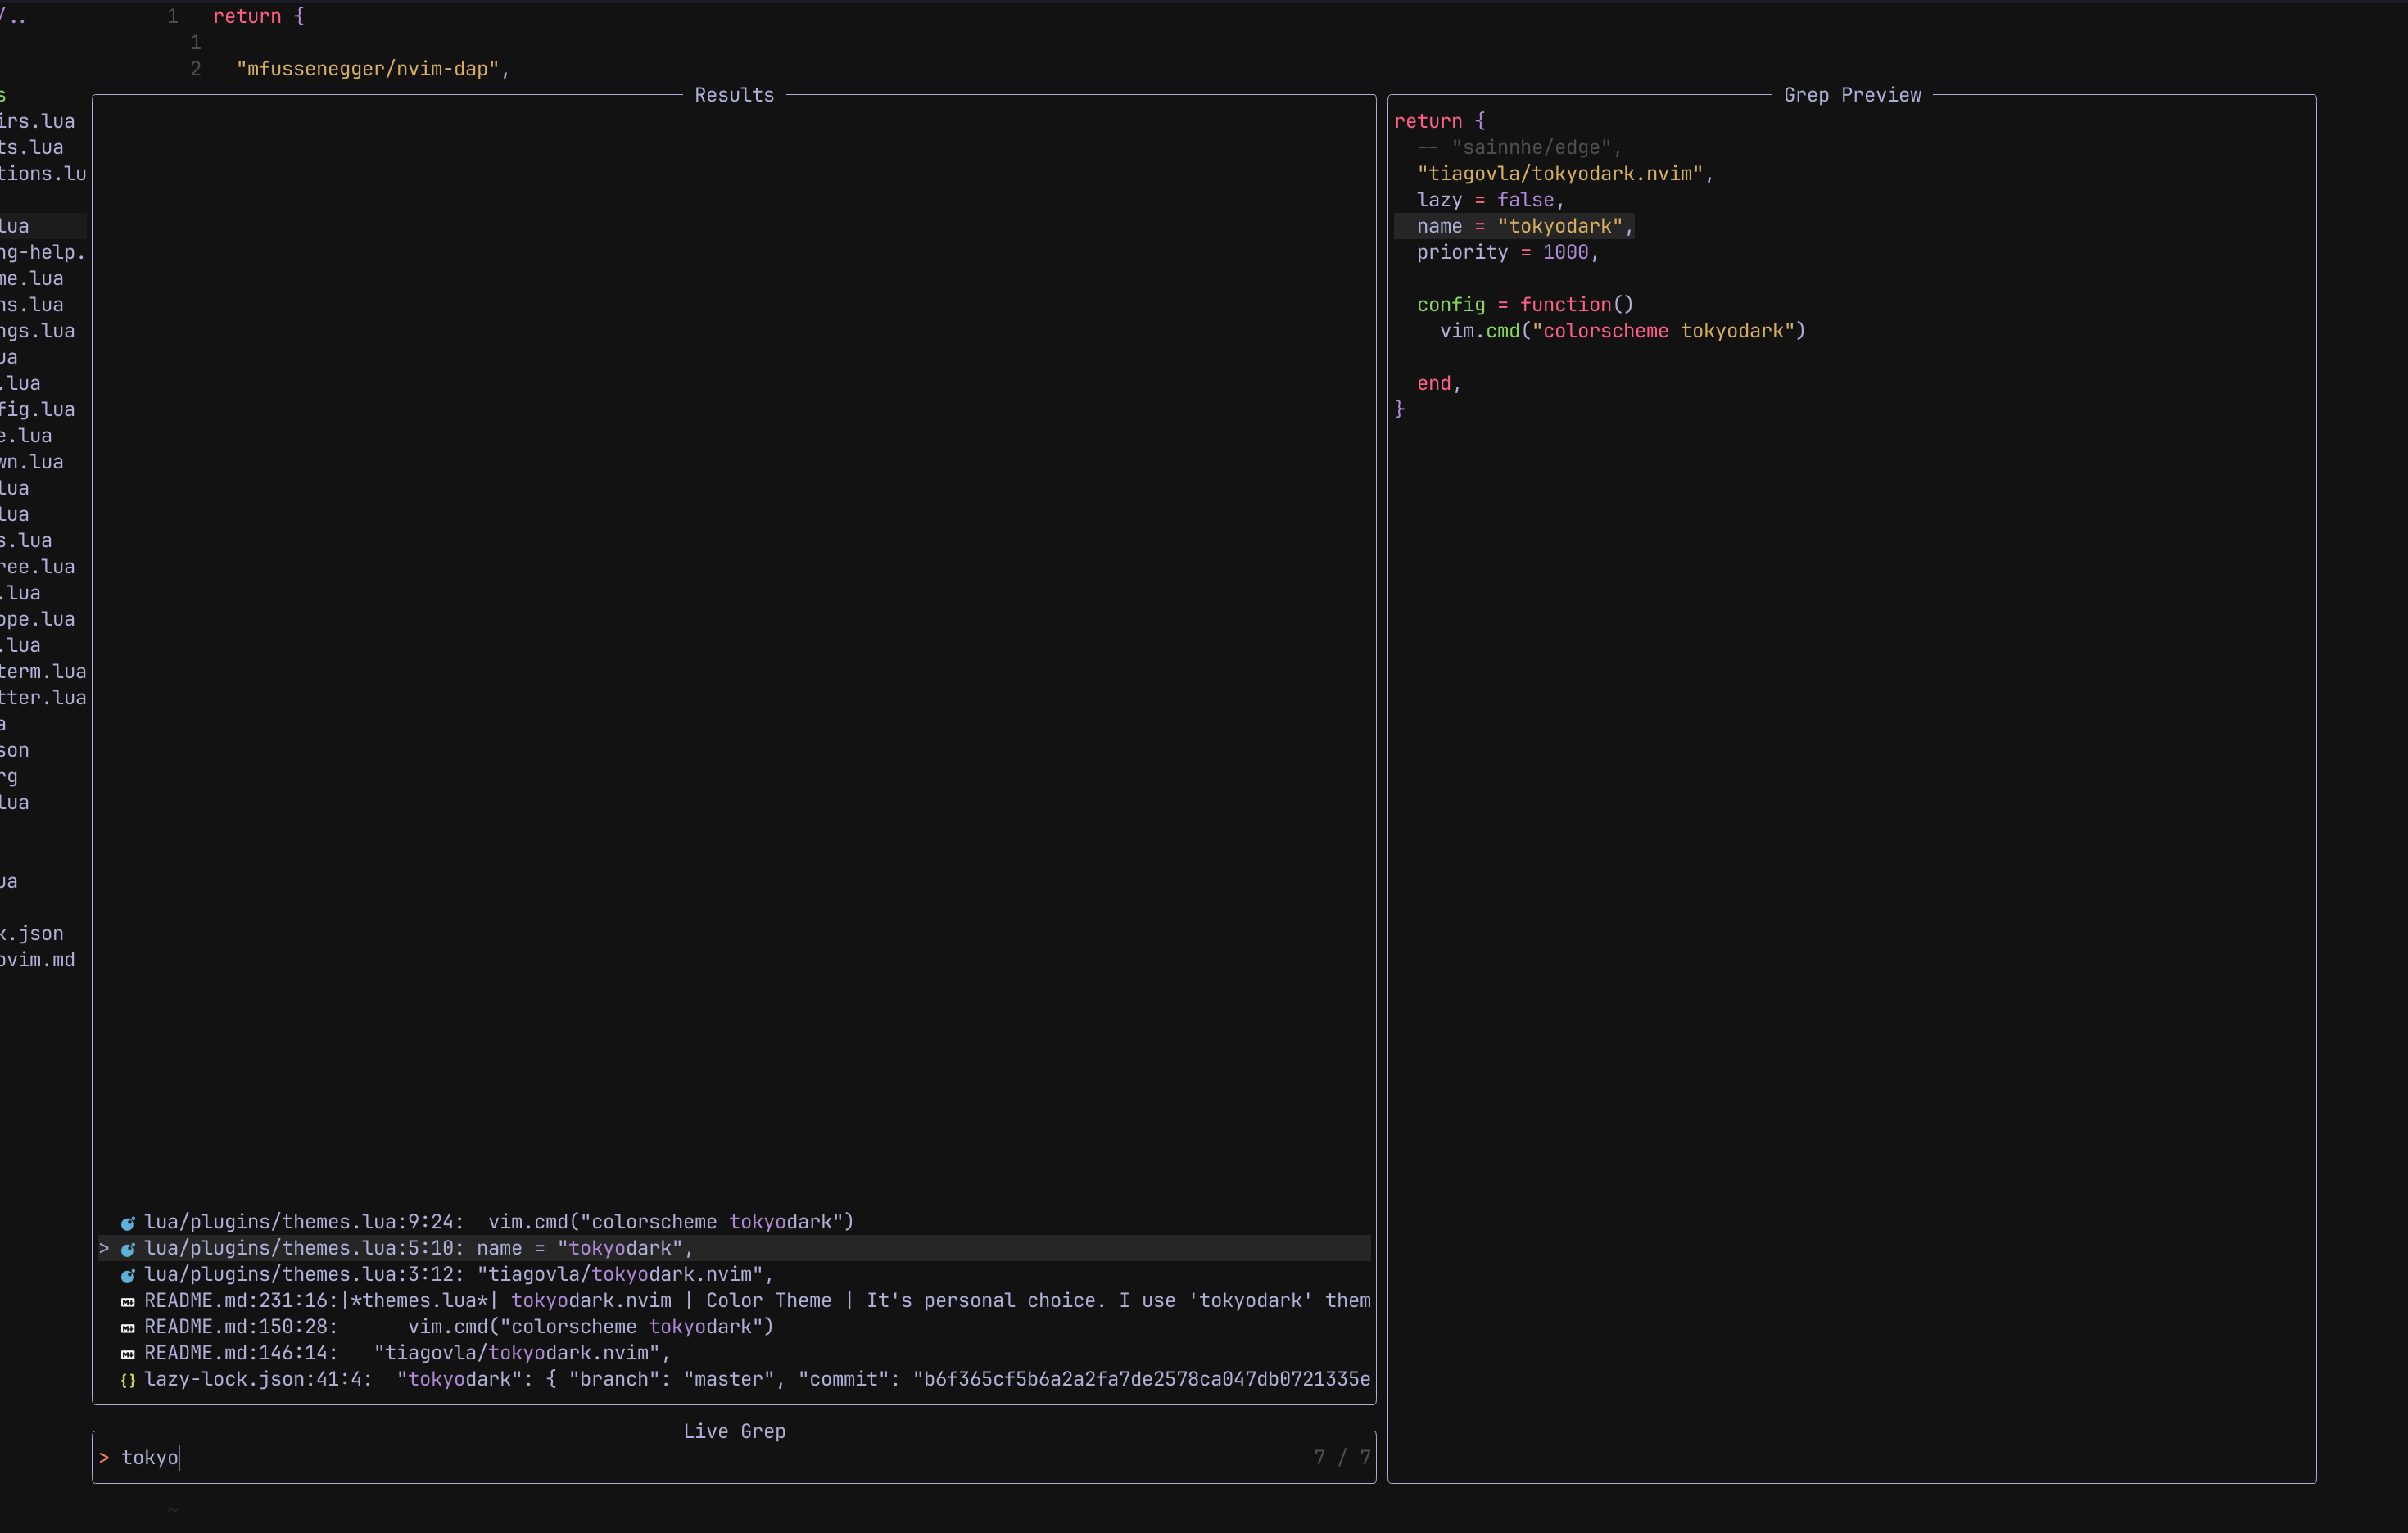 /..
1 return {
1
2 "mfussenegger/nvim-dap",
s
irs.lua
ts.lua
tions.lu
lua
ng-help.
me.lua
ns.lua
ngs.lua
ua
.lua
fig.lua
e.lua
wn.lua
lua
lua
s.lua
ree.lua
.lua
ope.lua
.lua
term.lua
tter.lua
a
son
rg
lua
ua
k.json
ovim.md
Results
lua/plugins/themes.lua:9:24:  vim.cmd("colorscheme tokyodark")
> lua/plugins/themes.lua:5:10: name = "tokyodark",
lua/plugins/themes.lua:3:12: "tiagovla/tokyodark.nvim",
README.md:231:16:|*themes.lua*| tokyodark.nvim | Color Theme | It's personal choice. I use 'tokyodark' them
README.md:150:28:      vim.cmd("colorscheme tokyodark")
README.md:146:14:   "tiagovla/tokyodark.nvim",
{} lazy-lock.json:41:4:  "tokyodark": { "branch": "master", "commit": "b6f365cf5b6a2a2fa7de2578ca047db0721335e
Live Grep
> tokyo 7 / 7
~
Grep Preview
return {
  -- "sainnhe/edge",
  "tiagovla/tokyodark.nvim",
  lazy = false,
  name = "tokyodark",
  priority = 1000,
  config = function()
    vim.cmd("colorscheme tokyodark")
  end,
}